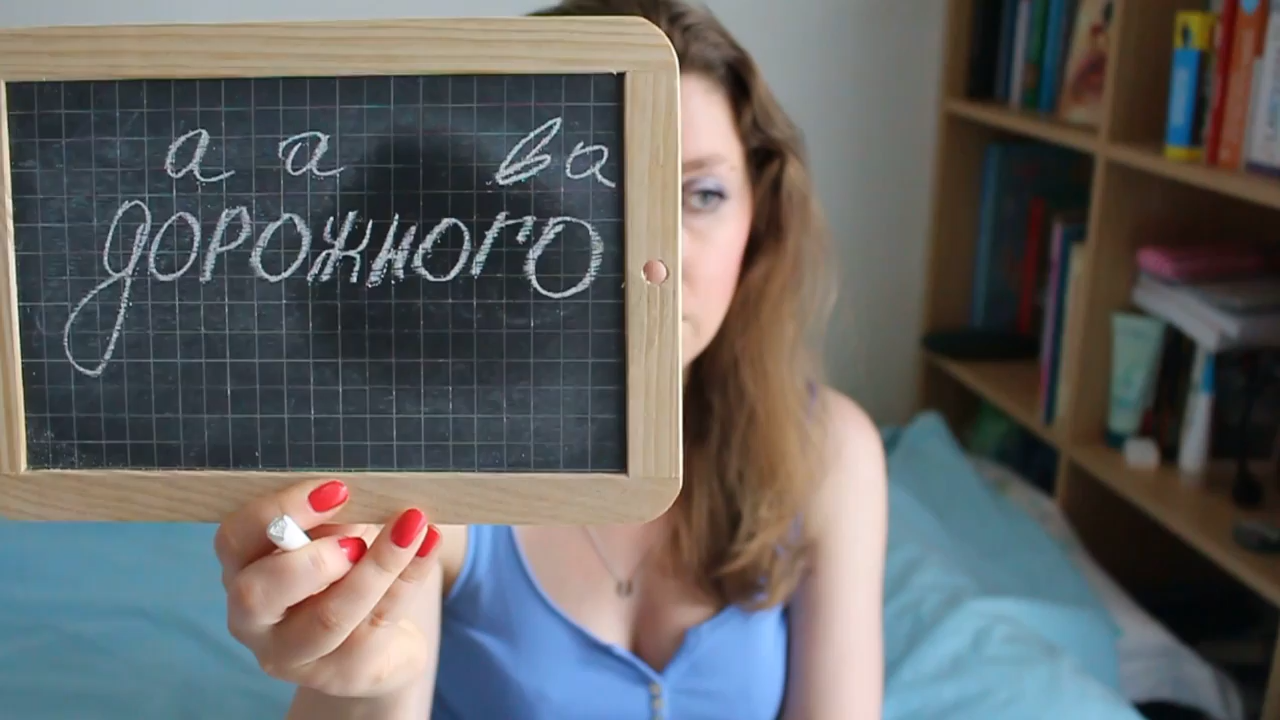 а а ва
дорожного